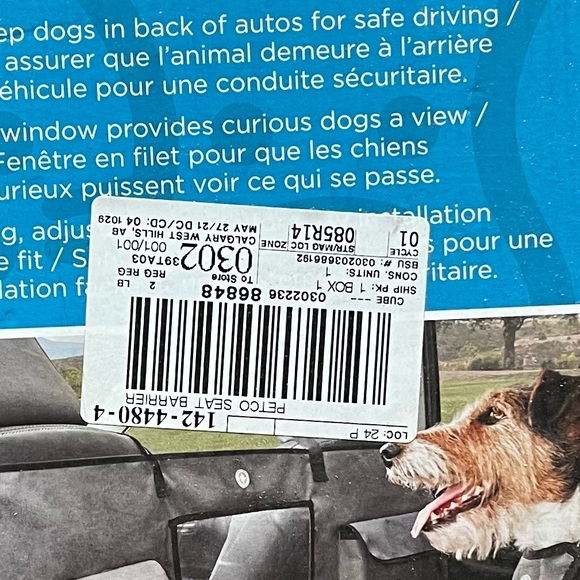 ep dogs in back of autos for safe driving /
assurer que l'animal demeure à l'arrière
éhicule pour une conduite sécuritaire.
window provides curious dogs a view /
Fenêtre en filet pour que les chiens
urieux puissent voir ce qui se passe.
g, adjus installation
e fit / S s pour une
lation fa ritaire.
LOC: 24 P
142-4480-4
PETCO SEAT BARRIER
0302236 86848
CUBE ---
SHIP PK: 1 BOX 1
CONS. UNITS: 1
BSU #: 030203686192
2 LB
REG REG
39TA03
001/001
To Store
0302
CYCLE
01
STR/MAG LOC ZONE
085R14
CALGARY WEST HILLS, AB
MAY 27/21 DC/CD: 04 1029